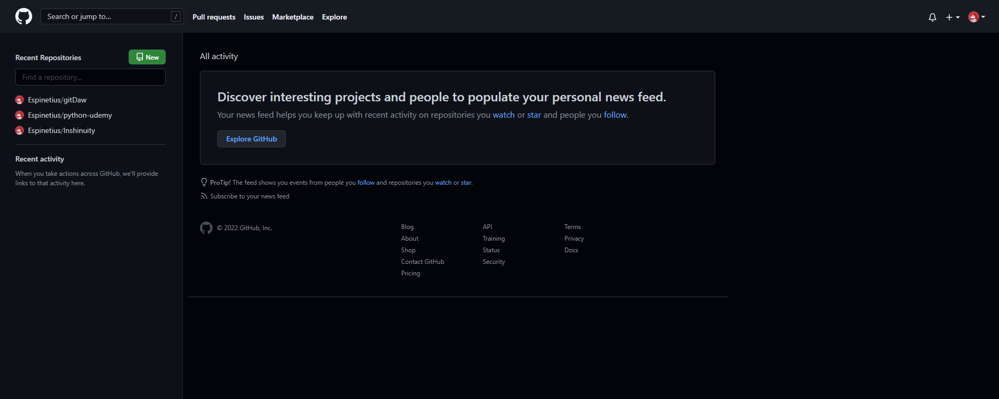 Search or jump to... /
Pull requests
Issues
Marketplace
Explore
Recent Repositories
New
Find a repository...
Espinetius/gitDaw
Espinetius/python-udemy
Espinetius/Inshinuity
Recent activity
When you take actions across GitHub, we'll provide
links to that activity here.
All activity
Discover interesting projects and people to populate your personal news feed.
Your news feed helps you keep up with recent activity on repositories you watch or star and people you follow.
Explore GitHub
ProTip! The feed shows you events from people you follow and repositories you watch or star.
Subscribe to your news feed
© 2022 GitHub, Inc.
Blog
About
Shop
Contact GitHub
Pricing
API
Training
Status
Security
Terms
Privacy
Docs